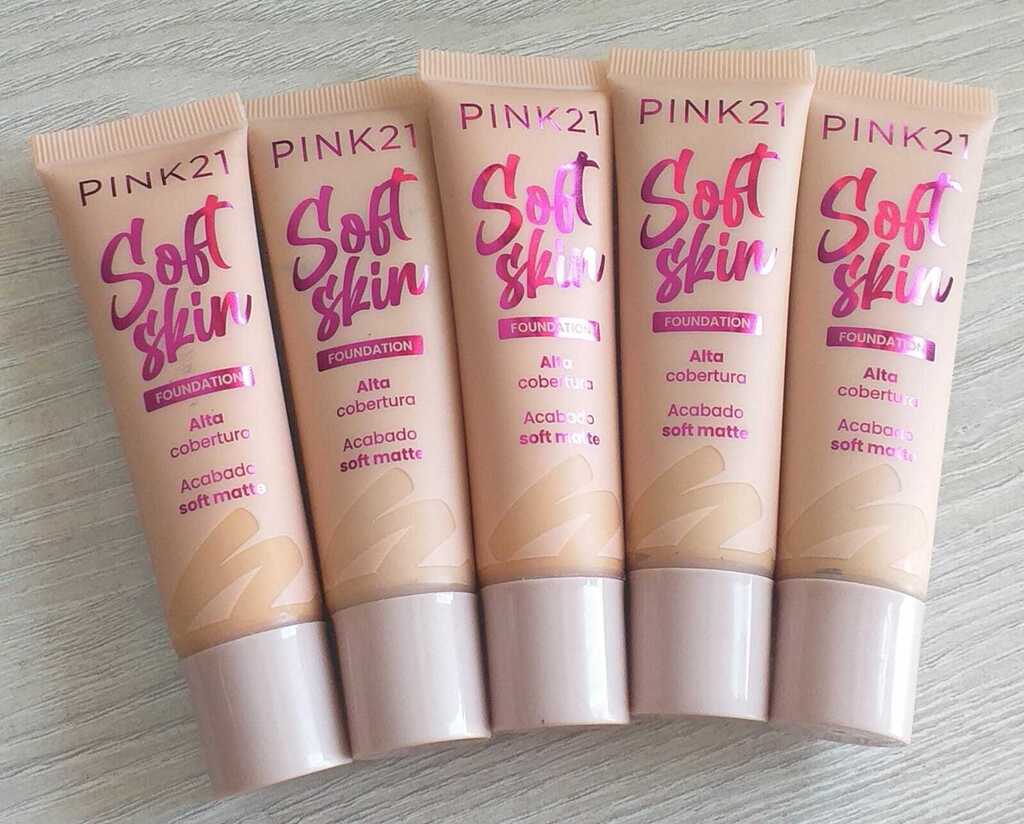 PINK21
Soft
skin
FOUNDATION
Alta
cobertura
Acabado
soft matte
PINK21
Soft
skin
FOUNDATION
Alta
cobertura
Acabado
soft matte
PINK21
Soft
skin
FOUNDATION
Alta
cobertura
Acabado
soft matte
PINK21
Soft
skin
FOUNDATION
Alta
cobertura
Acabado
soft matte
PINK21
Soft
skin
FOUNDATION
Alta
cobertura
Acabado
soft matte